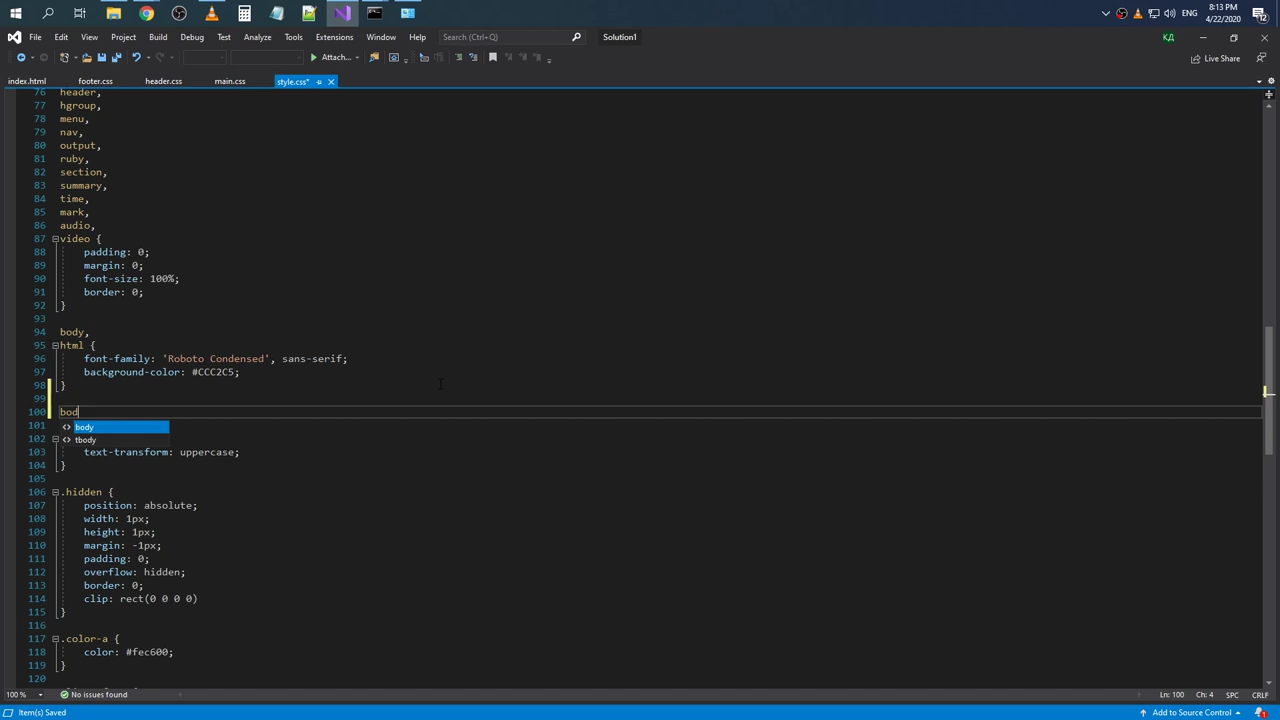 8:13 PM
ENG
4/22/2020
12
File Edit View Project Build Debug Test Analyze Tools Extensions Window Help Search (Ctrl+Q) Solution1 КД
Attach... Live Share
index.html footer.css header.css main.css style.css*
76 header,
77 hgroup,
78 menu,
79 nav,
80 output,
81 ruby,
82 section,
83 summary,
84 time,
85 mark,
86 audio,
87 video {
88 padding: 0;
89 margin: 0;
90 font-size: 100%;
91 border: 0;
92 }
93
94 body,
95 html {
96 font-family: 'Roboto Condensed', sans-serif;
97 background-color: #CCC2C5;
98 }
99
100 bod
101 body
102 tbody
103 text-transform: uppercase;
104 }
105
106 .hidden {
107 position: absolute;
108 width: 1px;
109 height: 1px;
110 margin: -1px;
111 padding: 0;
112 overflow: hidden;
113 border: 0;
114 clip: rect(0 0 0 0)
115 }
116
117 .color-a {
118 color: #fec600;
119 }
120
100 % No issues found Ln: 100 Ch: 4 SPC CRLF
Item(s) Saved Add to Source Control 1